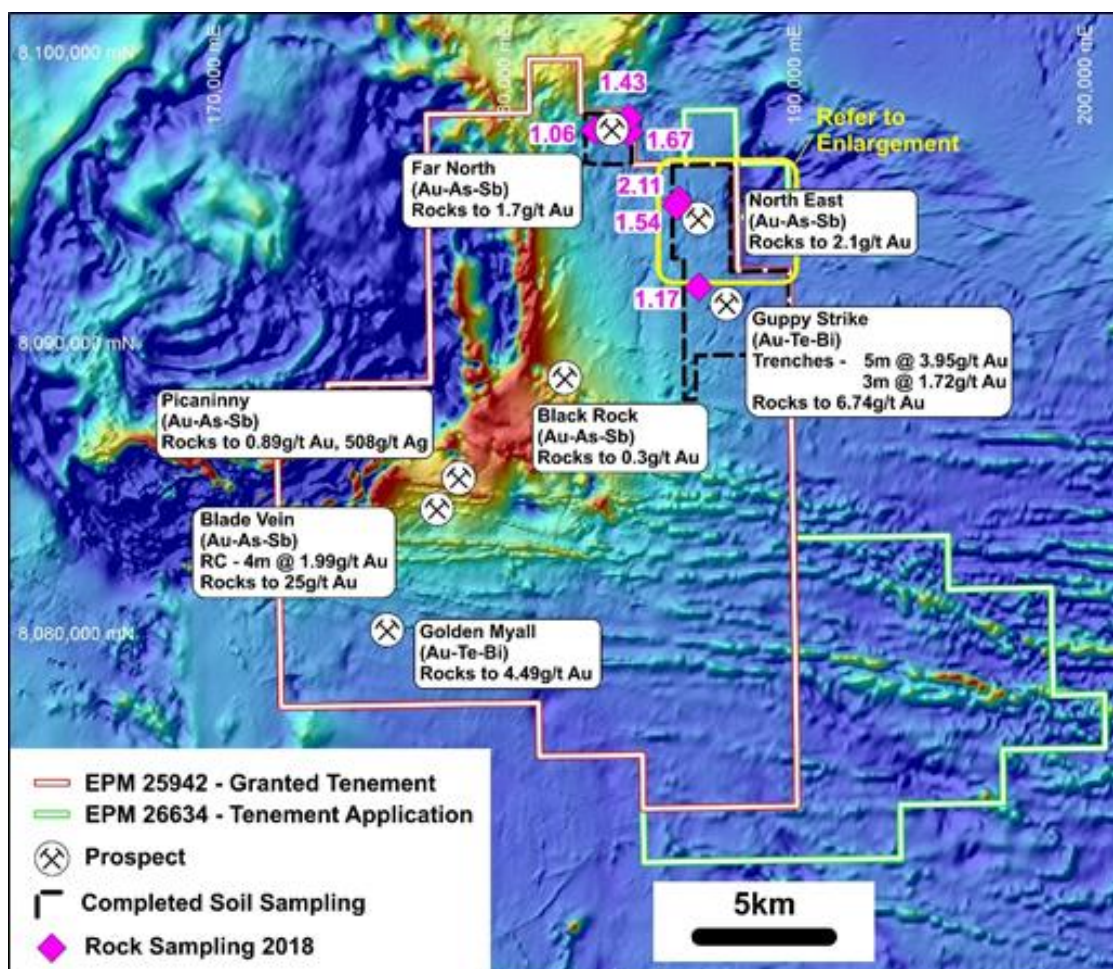 8,100,000 mN
170,000 mE
190,000 mE
200,000 mE
1.43
1.06
1.67
Refer to
Enlargement
Far North
(Au-As-Sb)
Rocks to 1.7g/t Au
2.11
1.54
North East
(Au-As-Sb)
Rocks to 2.1g/t Au
1.17
Guppy Strike
(Au-Te-Bi)
Trenches - 5m @ 3.95g/t Au
3m @ 1.72g/t Au
Rocks to 6.74g/t Au
8,090,000 mN
Picaninny
(Au-As-Sb)
Rocks to 0.89g/t Au, 508g/t Ag
Black Rock
(Au-As-Sb)
Rocks to 0.3g/t Au
Blade Vein
(Au-As-Sb)
RC - 4m @ 1.99g/t Au
Rocks to 25g/t Au
8,080,000 mN
Golden Myall
(Au-Te-Bi)
Rocks to 4.49g/t Au
EPM 25942 - Granted Tenement
EPM 26634 - Tenement Application
Prospect
Completed Soil Sampling
Rock Sampling 2018
5km